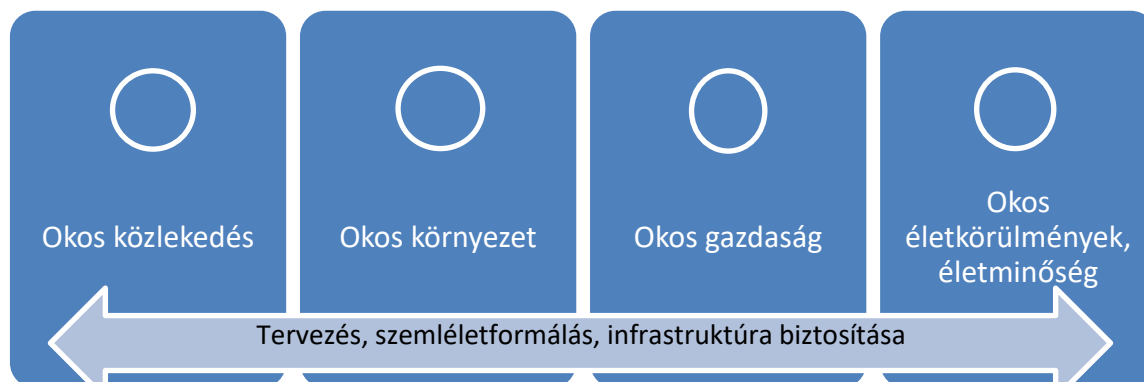 Okos közlekedés
Okos környezet
Okos gazdaság
Okos
életkörülmények,
életminőség
Tervezés, szemléletformálás, infrastruktúra biztosítása